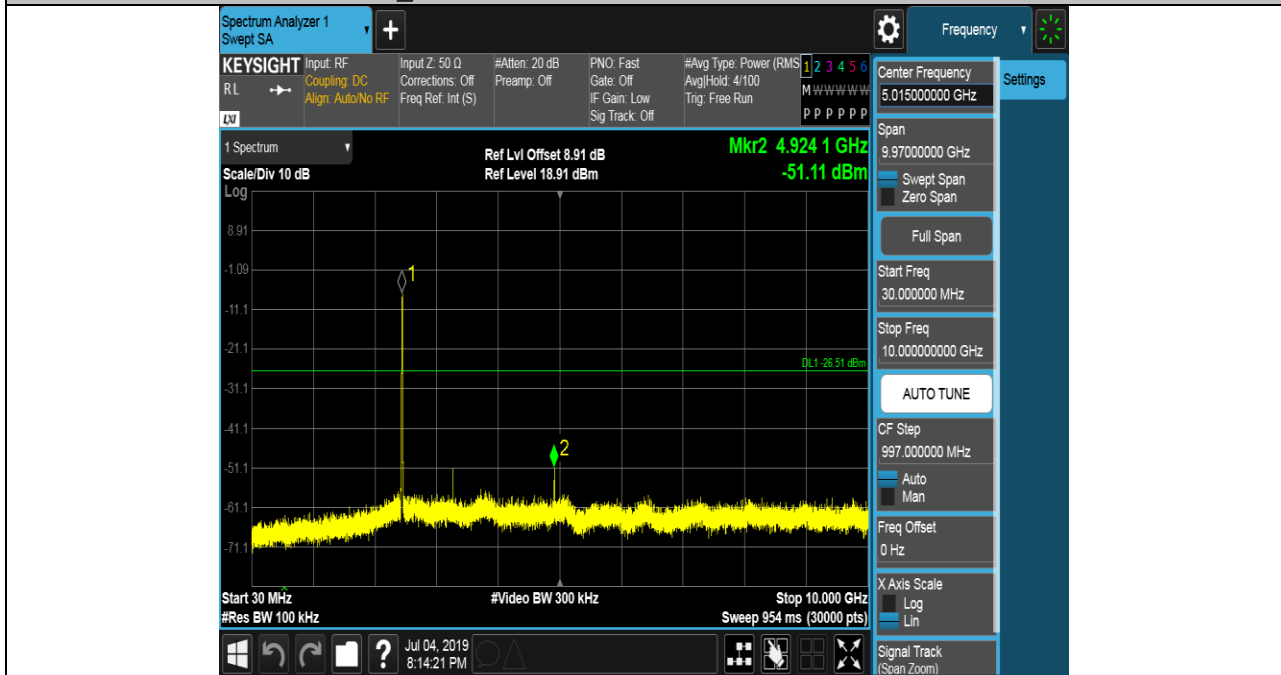 Spectrum Analyzer 1
Swept SA
+
Frequency
KEYSIGHT
RL
LXI
Input: RF
Coupling: DC
Align: Auto/No RF
Input Z: 50 Ω
Corrections: Off
Freq Ref: Int (S)
#Atten: 20 dB
Preamp: Off
PNO: Fast
Gate: Off
IF Gain: Low
Sig Track: Off
#Avg Type: Power (RMS
Avg|Hold: 4/100
Trig: Free Run
1 2 3 4 5 6
M W W W W W
P P P P P P
1 Spectrum
Scale/Div 10 dB
Ref Lvl Offset 8.91 dB
Ref Level 18.91 dBm
Mkr2 4.924 1 GHz
-51.11 dBm
Log
8.91
-1.09
-11.1
-21.1
-31.1
-41.1
-51.1
-61.1
-71.1
1
2
DL1 -26.51 dBm
Start 30 MHz
#Res BW 100 kHz
#Video BW 300 kHz
Stop 10.000 GHz
Sweep 954 ms (30000 pts)
?
Jul 04, 2019
8:14:21 PM
Center Frequency
5.015000000 GHz
Span
9.97000000 GHz
Swept Span
Zero Span
Full Span
Start Freq
30.000000 MHz
Stop Freq
10.000000000 GHz
AUTO TUNE
CF Step
997.000000 MHz
Auto
Man
Freq Offset
0 Hz
X Axis Scale
Log
Lin
Signal Track
(Span Zoom)
Settings